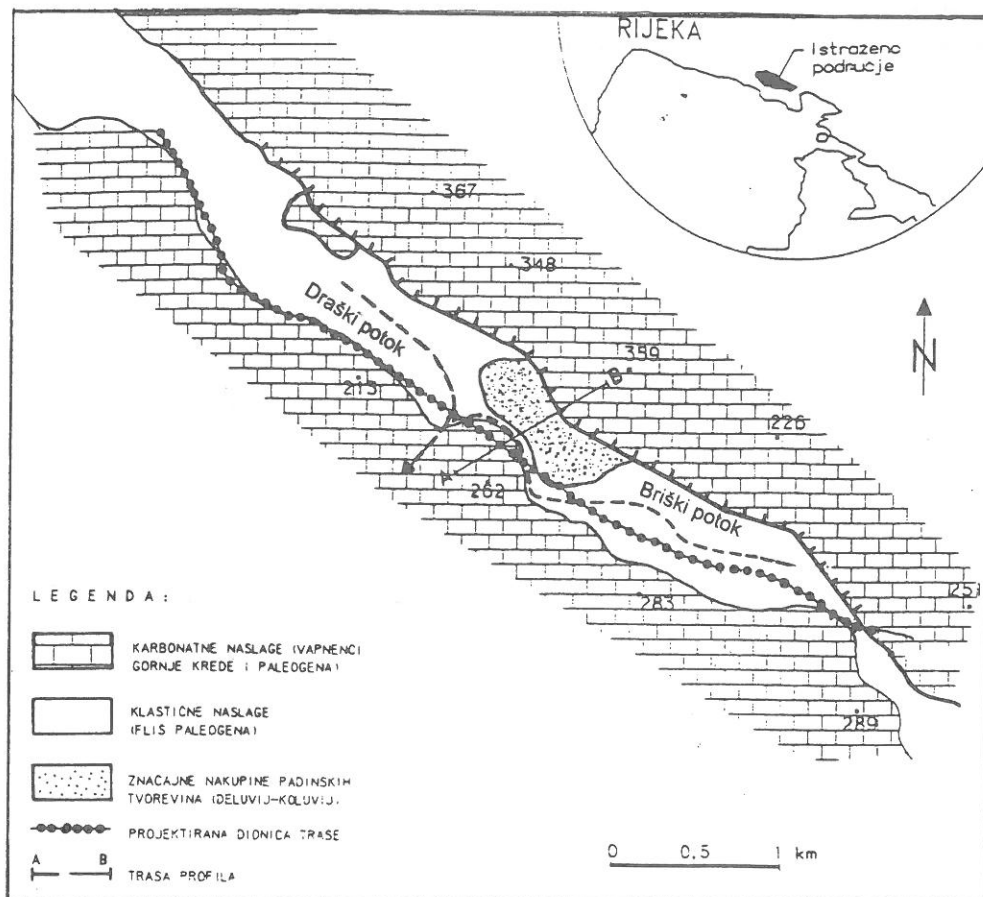 RIJEKA
Istraženo
područje
367
348
Draški potok
359
213
B
226
A
262
Briški potok
N
283
251
289
LEGENDA:
KARBONATNE NASLAGE (VAPNENCI
GORNJE KREDE I PALEOGENA)
KLASTIČNE NASLAGE
(FLIŠ PALEOGENA)
ZNAČAJNE NAKUPINE PADINSKIH
TVOREVINA (DELUVIJ-KOLUVIJ)
PROJEKTIRANA DIONICA TRASE
A B
TRASA PROFILA
0 0.5 1 km